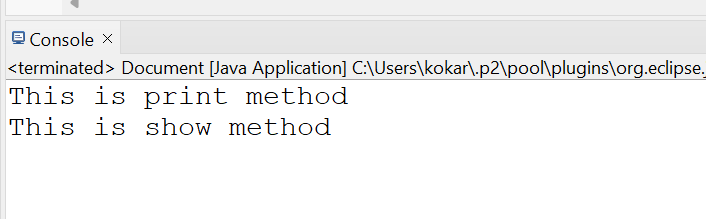 Console
<terminated> Document [Java Application] C:\Users\kokar\.p2\pool\plugins\org.eclipse.
This is print method
This is show method